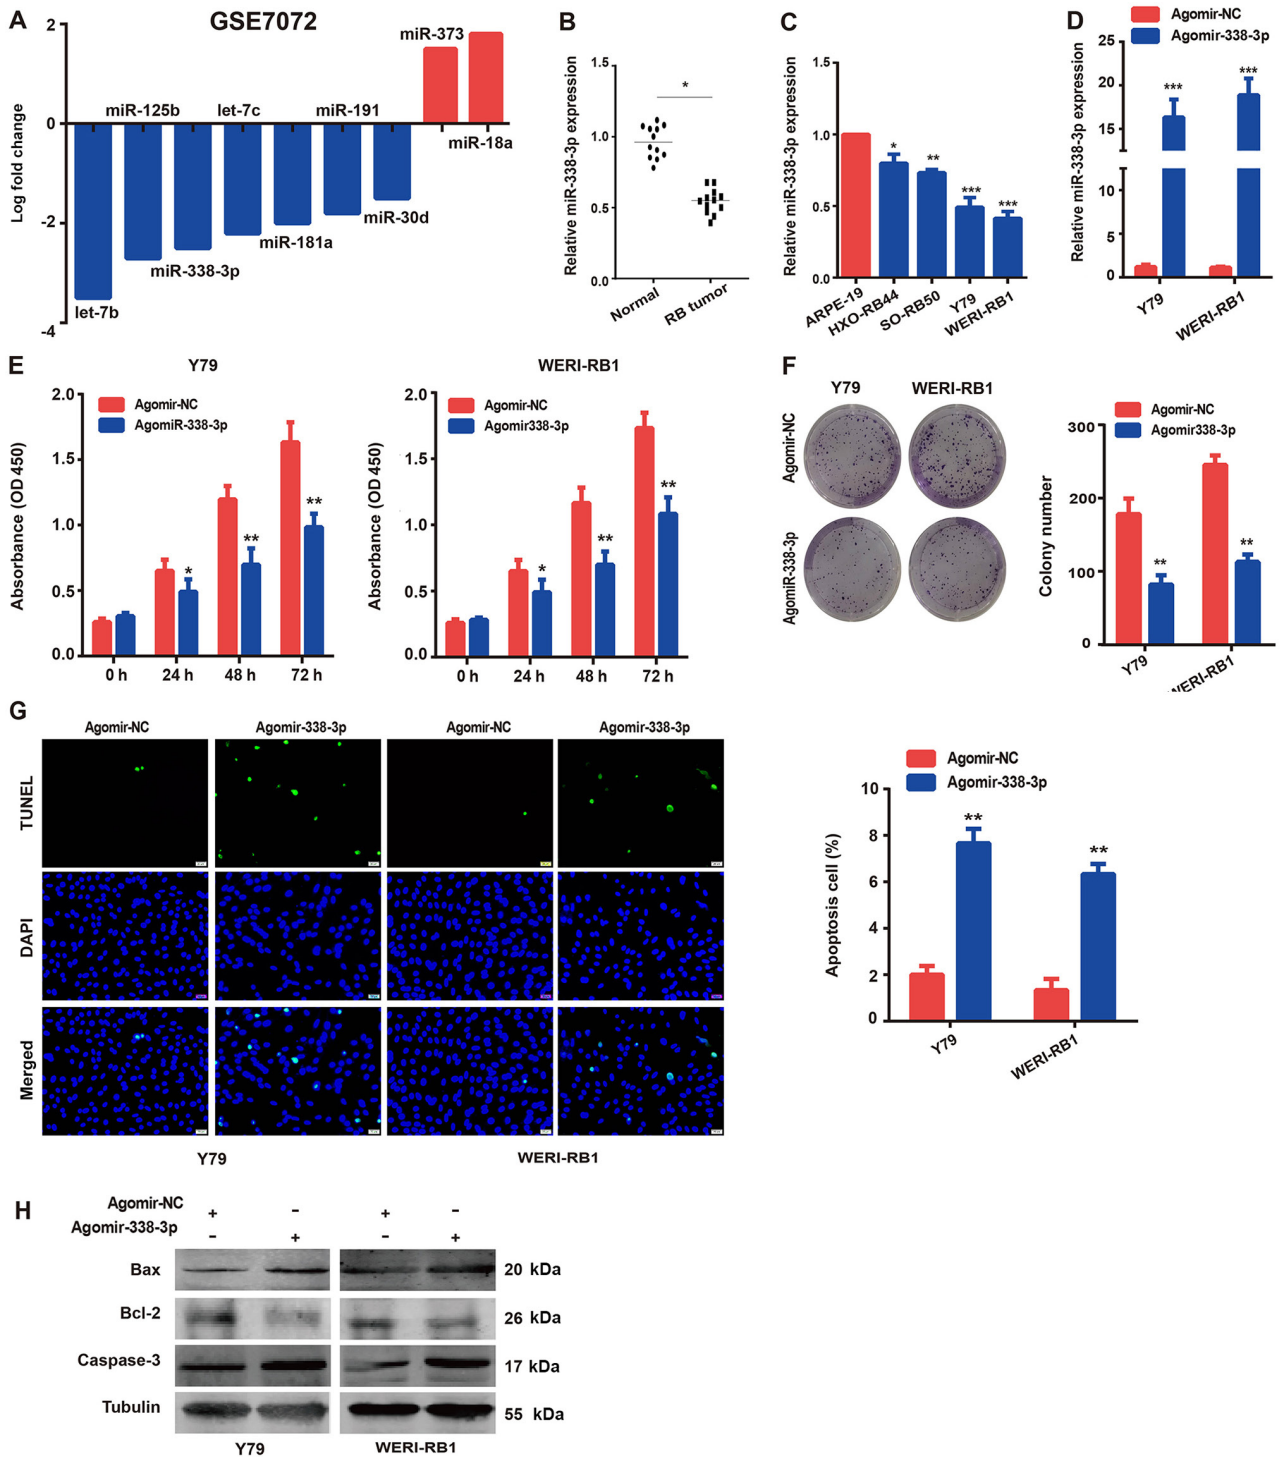 A
GSE7072
2
0
-2
-4
Log fold change
miR-373
miR-125b
let-7c
miR-191
miR-18a
miR-30d
miR-181a
miR-338-3p
let-7b
B
Relative miR-338-3p expression
1.5
1.0
0.5
0.0
*
Normal
RB tumor
C
Relative miR-338-3p expression
1.5
1.0
0.5
0.0
*
**
***
***
ARPE-19
HXO-RB44
SO-RB50
Y79
WERI-RB1
D
Agomir-NC
Agomir-338-3p
Relative miR-338-3p expression
25
20
15
10
5
0
***
***
Y79
WERI-RB1
E
Y79
Agomir-NC
AgomiR-338-3p
Absorbance (OD 450)
2.0
1.5
1.0
0.5
0.0
*
**
**
0 h
24 h
48 h
72 h
WERI-RB1
Agomir-NC
Agomir338-3p
Absorbance (OD 450)
2.0
1.5
1.0
0.5
0.0
*
**
**
0 h
24 h
48 h
72 h
F
Y79
WERI-RB1
Agomir-NC
AgomiR-338-3p
Agomir-NC
Agomir338-3p
Colony number
300
200
100
0
**
**
Y79
WERI-RB1
G
Agomir-NC
Agomir-338-3p
Agomir-NC
Agomir-338-3p
TUNEL
DAPI
Merged
Y79
WERI-RB1
Agomir-NC
Agomir-338-3p
Apoptosis cell (%)
10
8
6
4
2
0
**
**
Y79
WERI-RB1
H
Agomir-NC + - + -
Agomir-338-3p - + - +
Bax 20 kDa
Bcl-2 26 kDa
Caspase-3 17 kDa
Tubulin 55 kDa
Y79
WERI-RB1